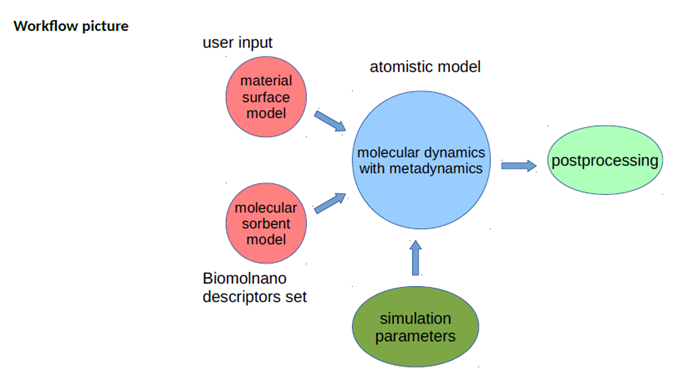 Workflow picture
user input
material
surface
model
atomistic model
molecular dynamics
with metadynamics
postprocessing
molecular
sorbent
model
Biomolnano
descriptors set
simulation
parameters